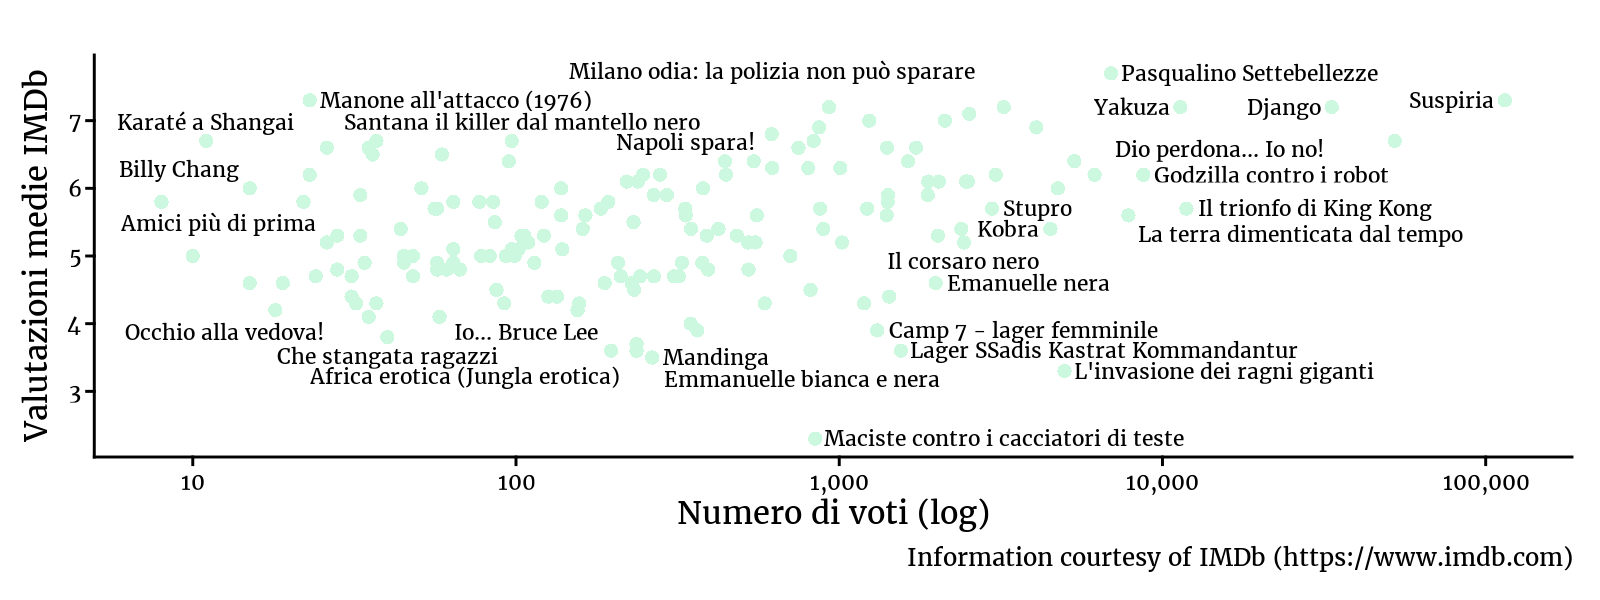 Valutazioni medie IMDb
7
6
5
4
3
Milano odia: la polizia non può sparare
Pasqualino Settebellezze
Manone all'attacco (1976)
Suspiria
Yakuza
Django
Karaté a Shangai
Santana il killer dal mantello nero
Napoli spara!
Dio perdona... Io no!
Billy Chang
Godzilla contro i robot
Stupro
Il trionfo di King Kong
Amici più di prima
Kobra
La terra dimenticata dal tempo
Il corsaro nero
Emanuelle nera
Occhio alla vedova!
Io... Bruce Lee
Camp 7 - lager femminile
Che stangata ragazzi
Mandinga
Lager SSadis Kastrat Kommandantur
Africa erotica (Jungla erotica)
Emmanuelle bianca e nera
L'invasione dei ragni giganti
Maciste contro i cacciatori di teste
10
100
1,000
10,000
100,000
Numero di voti (log)
Information courtesy of IMDb (https://www.imdb.com)